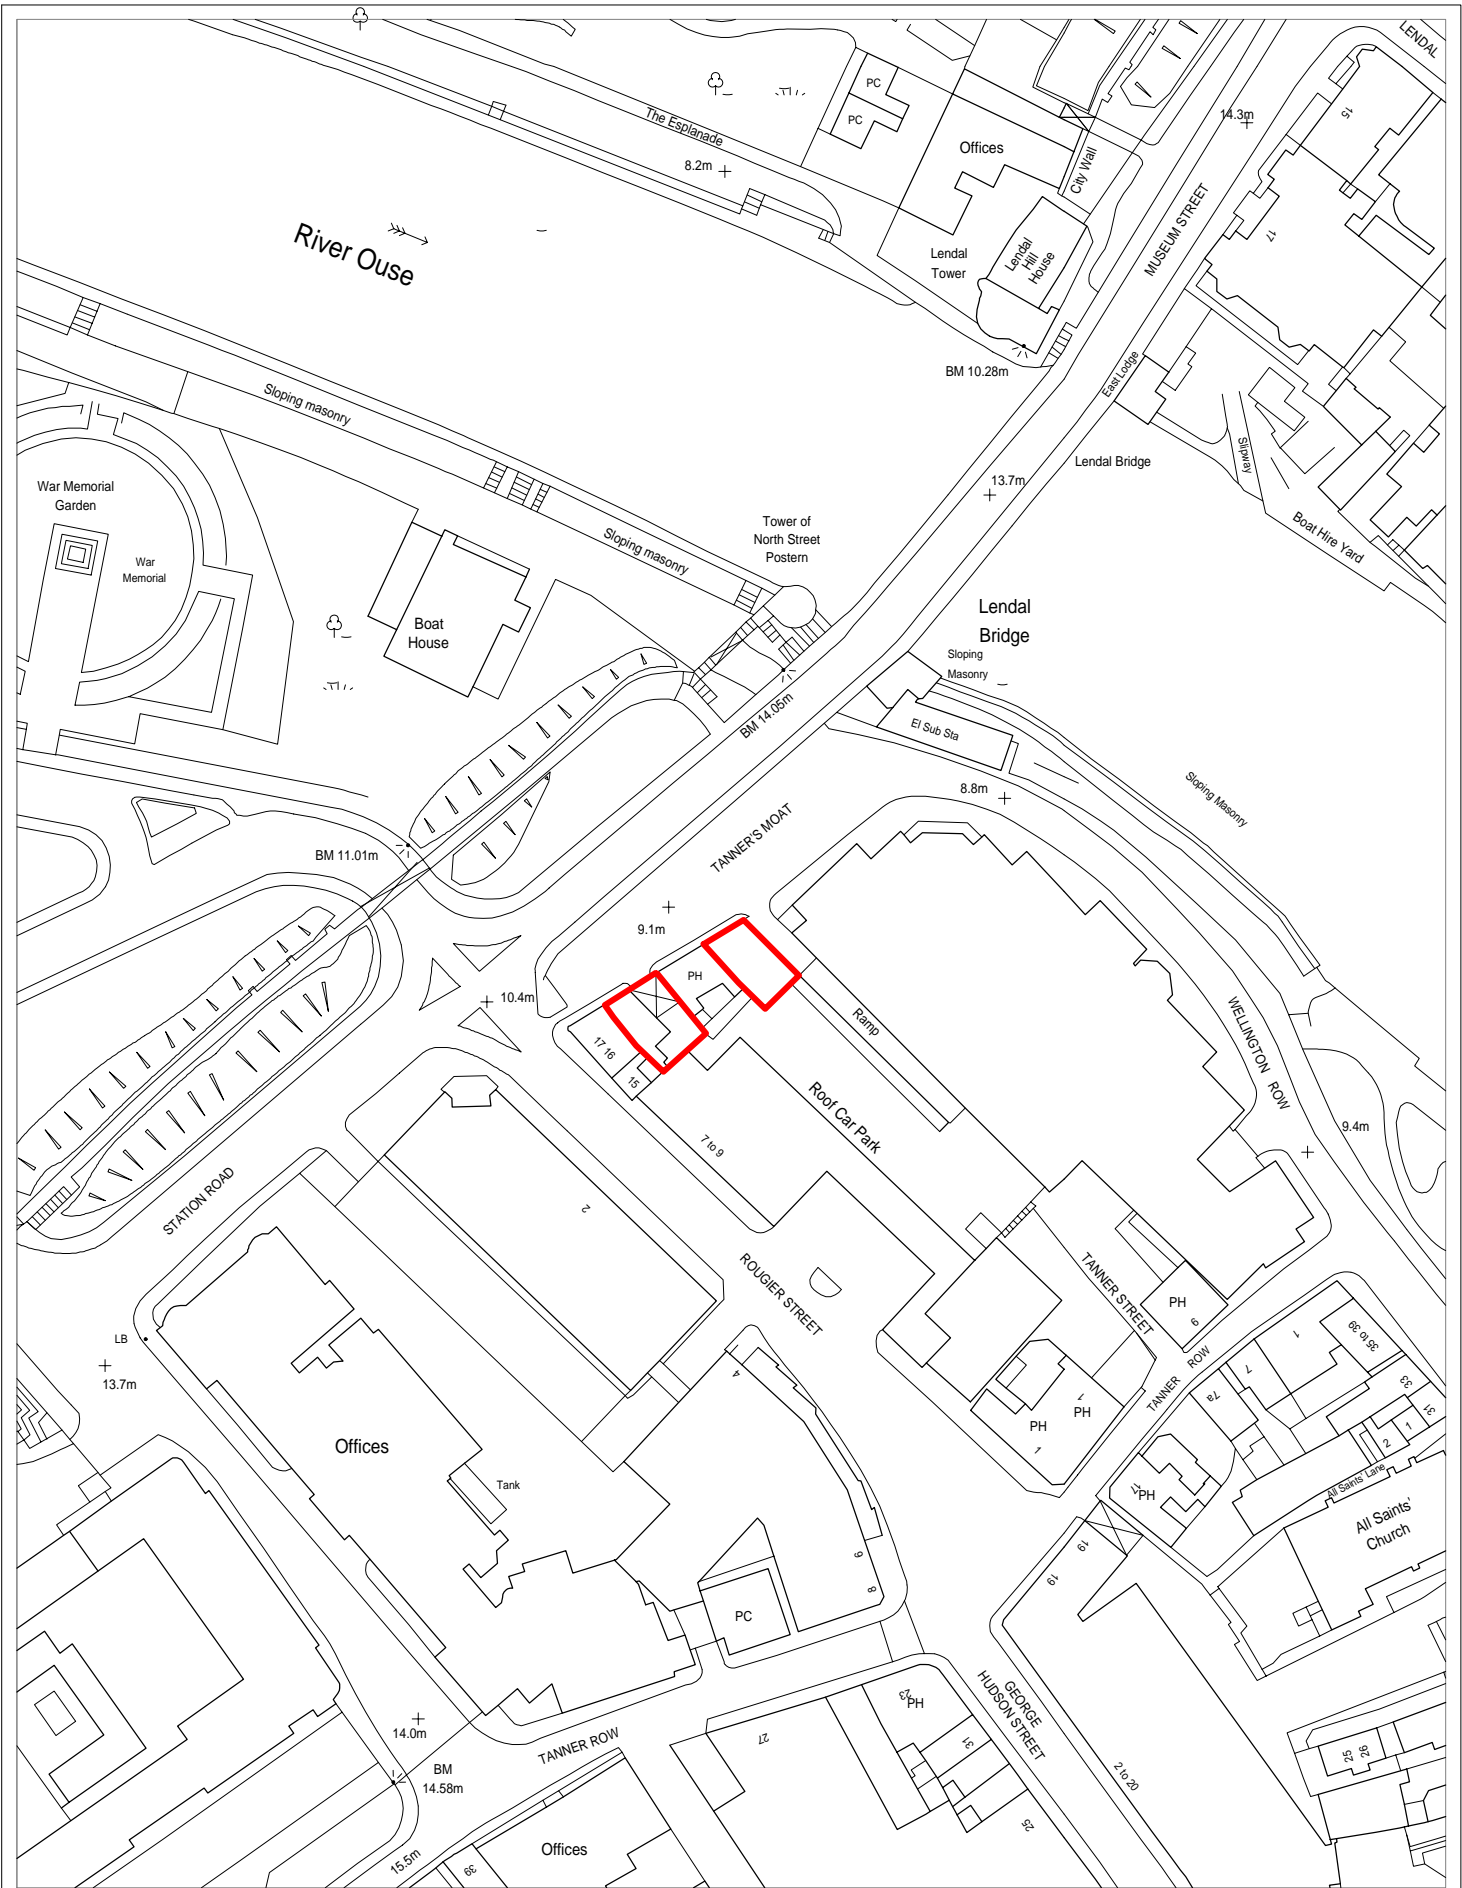 LENDAL
PC
PC
The Esplanade
14.3m
15
Offices
8.2m
City Wall
River Ouse
MUSEUM STREET
17
Lendal
Tower
Lendal
Hill
House
BM 10.28m
East Lodge
Sloping masonry
Slipway
Lendal Bridge
War Memorial
Garden
13.7m
Boat Hire Yard
Tower of
North Street
Postern
Sloping masonry
War
Memorial
Lendal
Bridge
Boat
House
Sloping
Masonry
BM 14.05m
El Sub Sta
8.8m
Sloping Masonry
TANNER'S MOAT
BM 11.01m
9.1m
PH
10.4m
Ramp
WELLINGTON ROW
17 16
15
Roof Car Park
7 to 9
9.4m
STATION ROAD
2
ROUGIER STREET
TANNER STREET
PH
9
LB
13.7m
TANNER ROW
1
36 to 39
7
7a
33
31
4
1
PH
PH
1
1
2
Offices
Tank
All Saints' Lane
17
PH
All Saints'
Church
19
19
6
8
PC
GEORGE
HUDSON STREET
23
PH
14.0m
TANNER ROW
27
31
BM
14.58m
25
26
2 to 20
25
Offices
15.5m
39